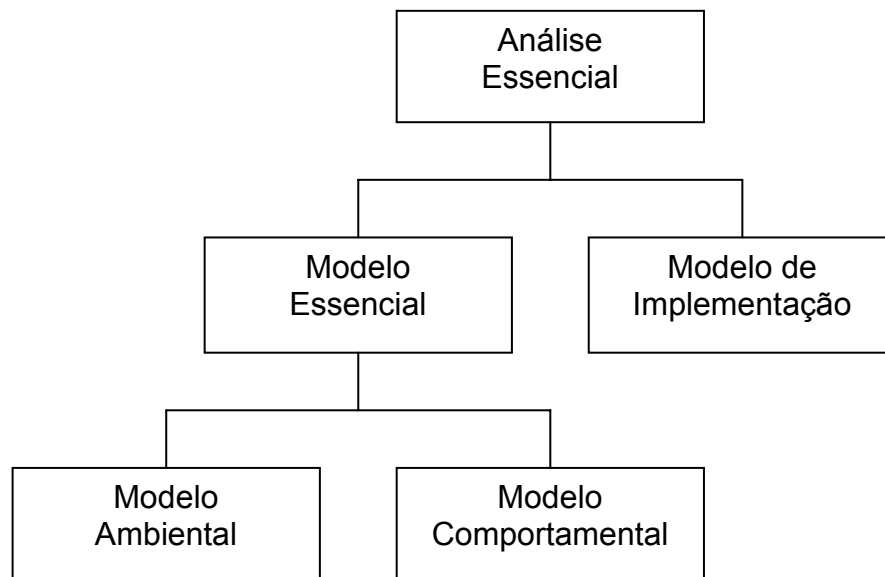 Análise
Essencial
Modelo
Essencial
Modelo de
Implementação
Modelo
Ambiental
Modelo
Comportamental